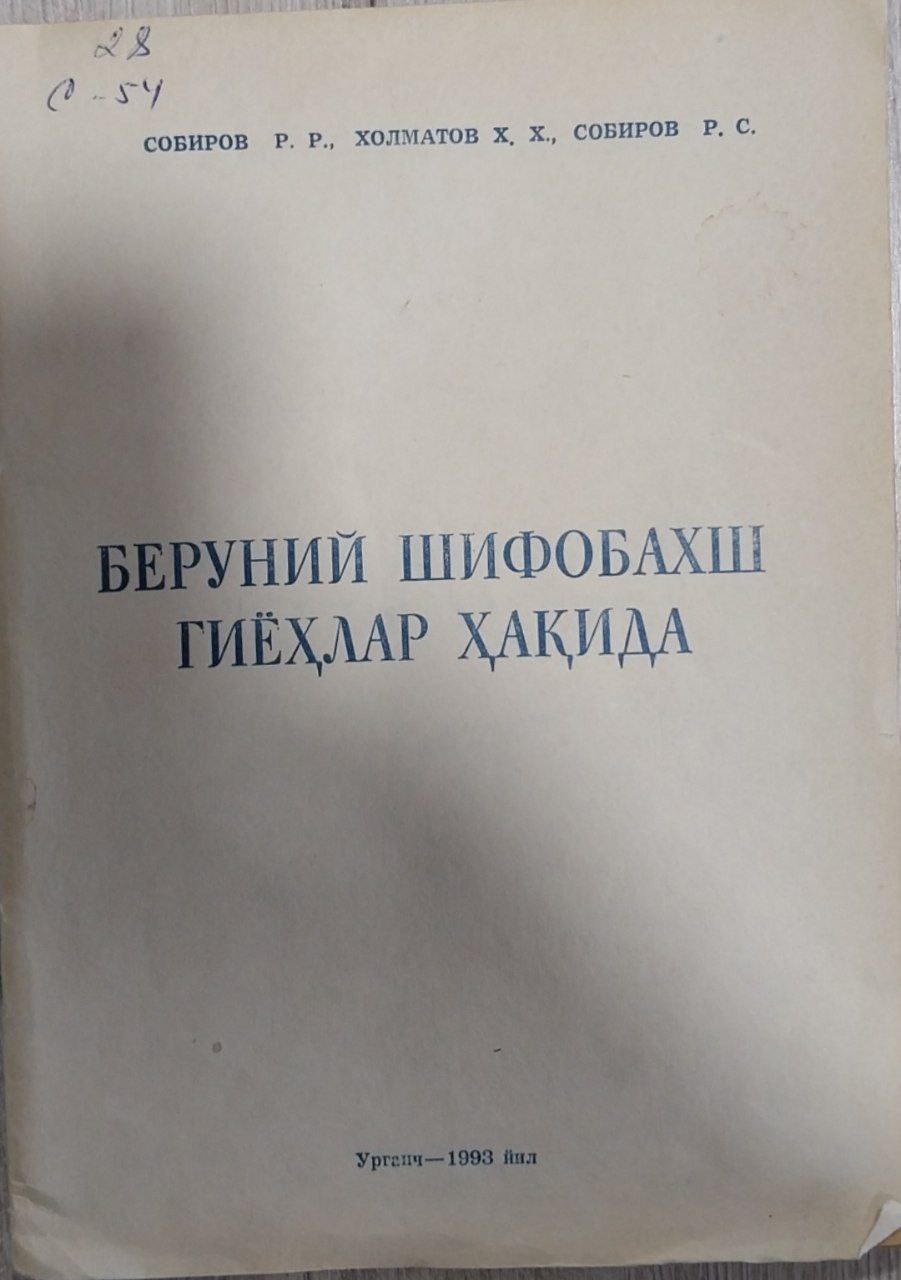 28
С-54
СОБИРОВ Р. Р., ХОЛМАТОВ Х. Х., СОБИРОВ Р. С.
БЕРУНИЙ ШИФОБАХШ
ГИЁҲЛАР ҲАҚИДА
Урганч—1993 йил